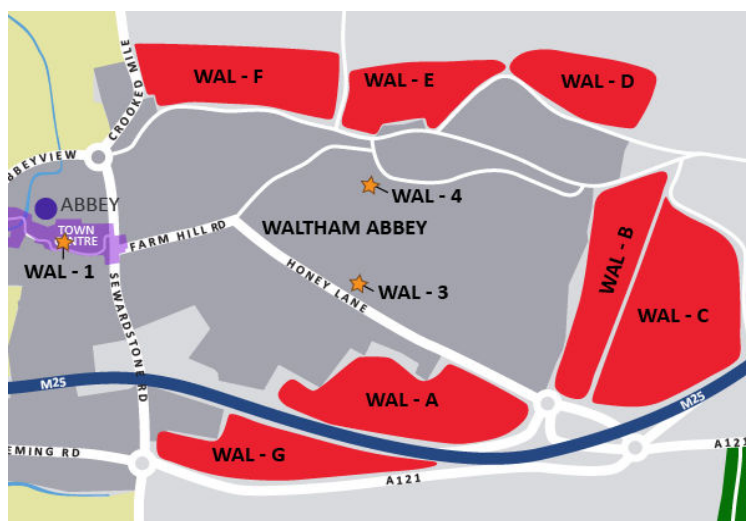 WAL - F
WAL - E
WAL - D
CROOKED MILE
BBEYVIEW
ABBEY
WAL - 4
TOWN
CENTRE
FARM HILL RD
WALTHAM ABBEY
WAL - B
WAL - 1
HONEY LANE
WAL - 3
SEWARDSTONE RD
WAL - C
M25
WAL - A
M25
EMING RD
WAL - G
A121
A121